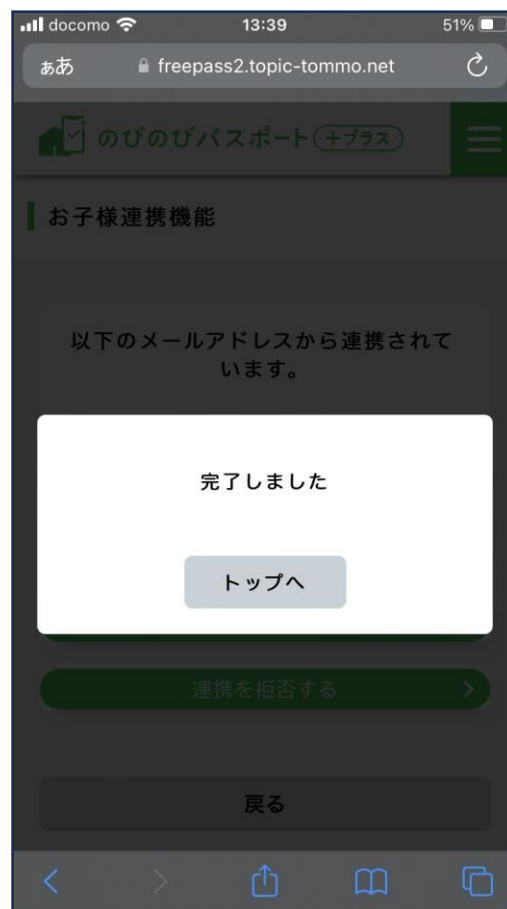 docomo 13:39 51%
ぁあ freepass2.topic-tommo.net
のびのびパスポート +プラス
お子様連携機能
以下のメールアドレスから連携されて
います。
完了しました
トップへ
連携を拒否する
戻る